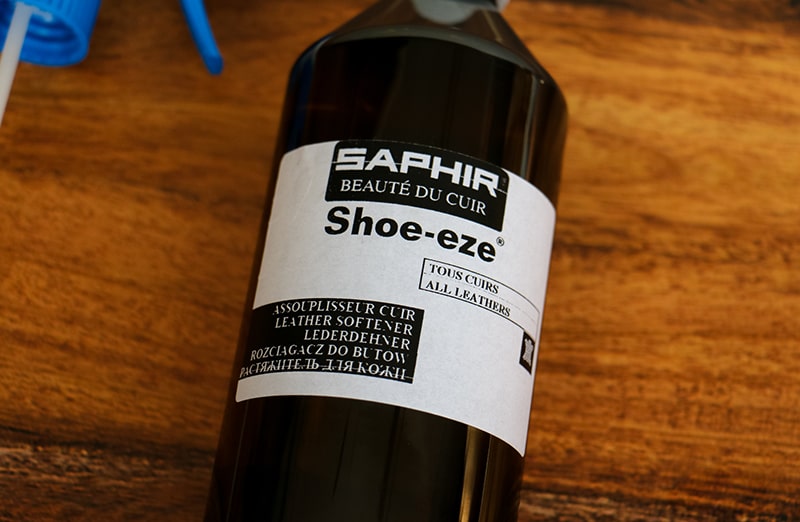 SAPHIR
BEAUTÉ DU CUIR
Shoe-eze®
TOUS CUIRS
ALL LEATHERS
ASSOUPLISSEUR CUIR
LEATHER SOFTENER
LEDERDEHNER
ROZCIAGACZ DO BUTOW
РАСТЯЖИТЕЛЬ ДЛЯ КОЖИ